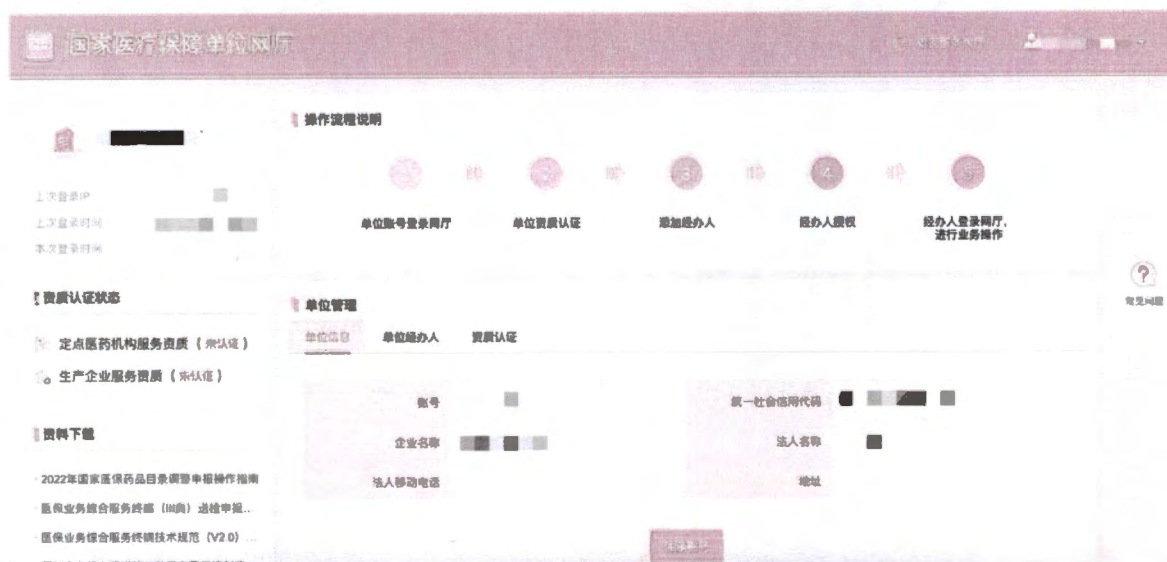 国家医疗保障单位网厅
上次登录IP
上次登录时间
本次登录时间
资质认证状态
定点医药机构服务资质(未认证)
生产企业服务资质(未认证)
资料下载
2022年国家医保药品目录调整申报操作指南
医保业务综合服务终端(Ⅲ类)送检申报...
医保业务综合服务终端技术规范(V2.0)...
操作流程说明
1
2
3
4
5
单位账号登录网厅
单位资质认证
添加经办人
经办人授权
经办人登录网厅,
进行业务操作
单位管理
单位信息 单位经办人 资质认证
账号
统一社会信用代码
企业名称
法人名称
法人移动电话
地址
常见问题